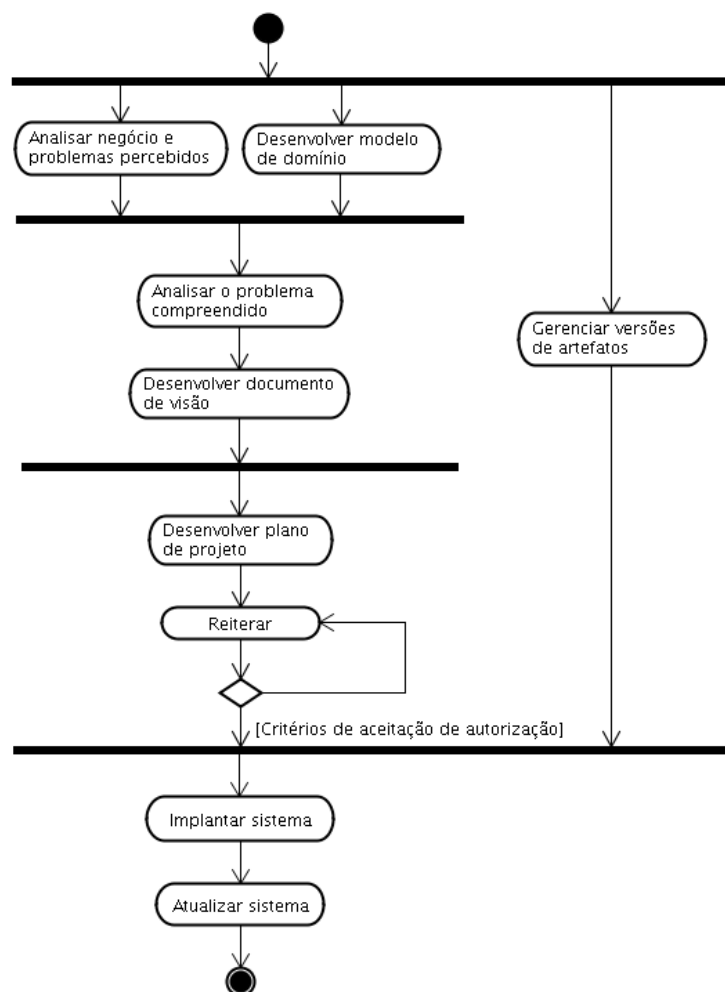 Analisar negócio e
problemas percebidos
Desenvolver modelo
de domínio
Analisar o problema
compreendido
Gerenciar versões
de artefatos
Desenvolver documento
de visão
Desenvolver plano
de projeto
Reiterar
[Critérios de aceitação de autorização]
Implantar sistema
Atualizar sistema